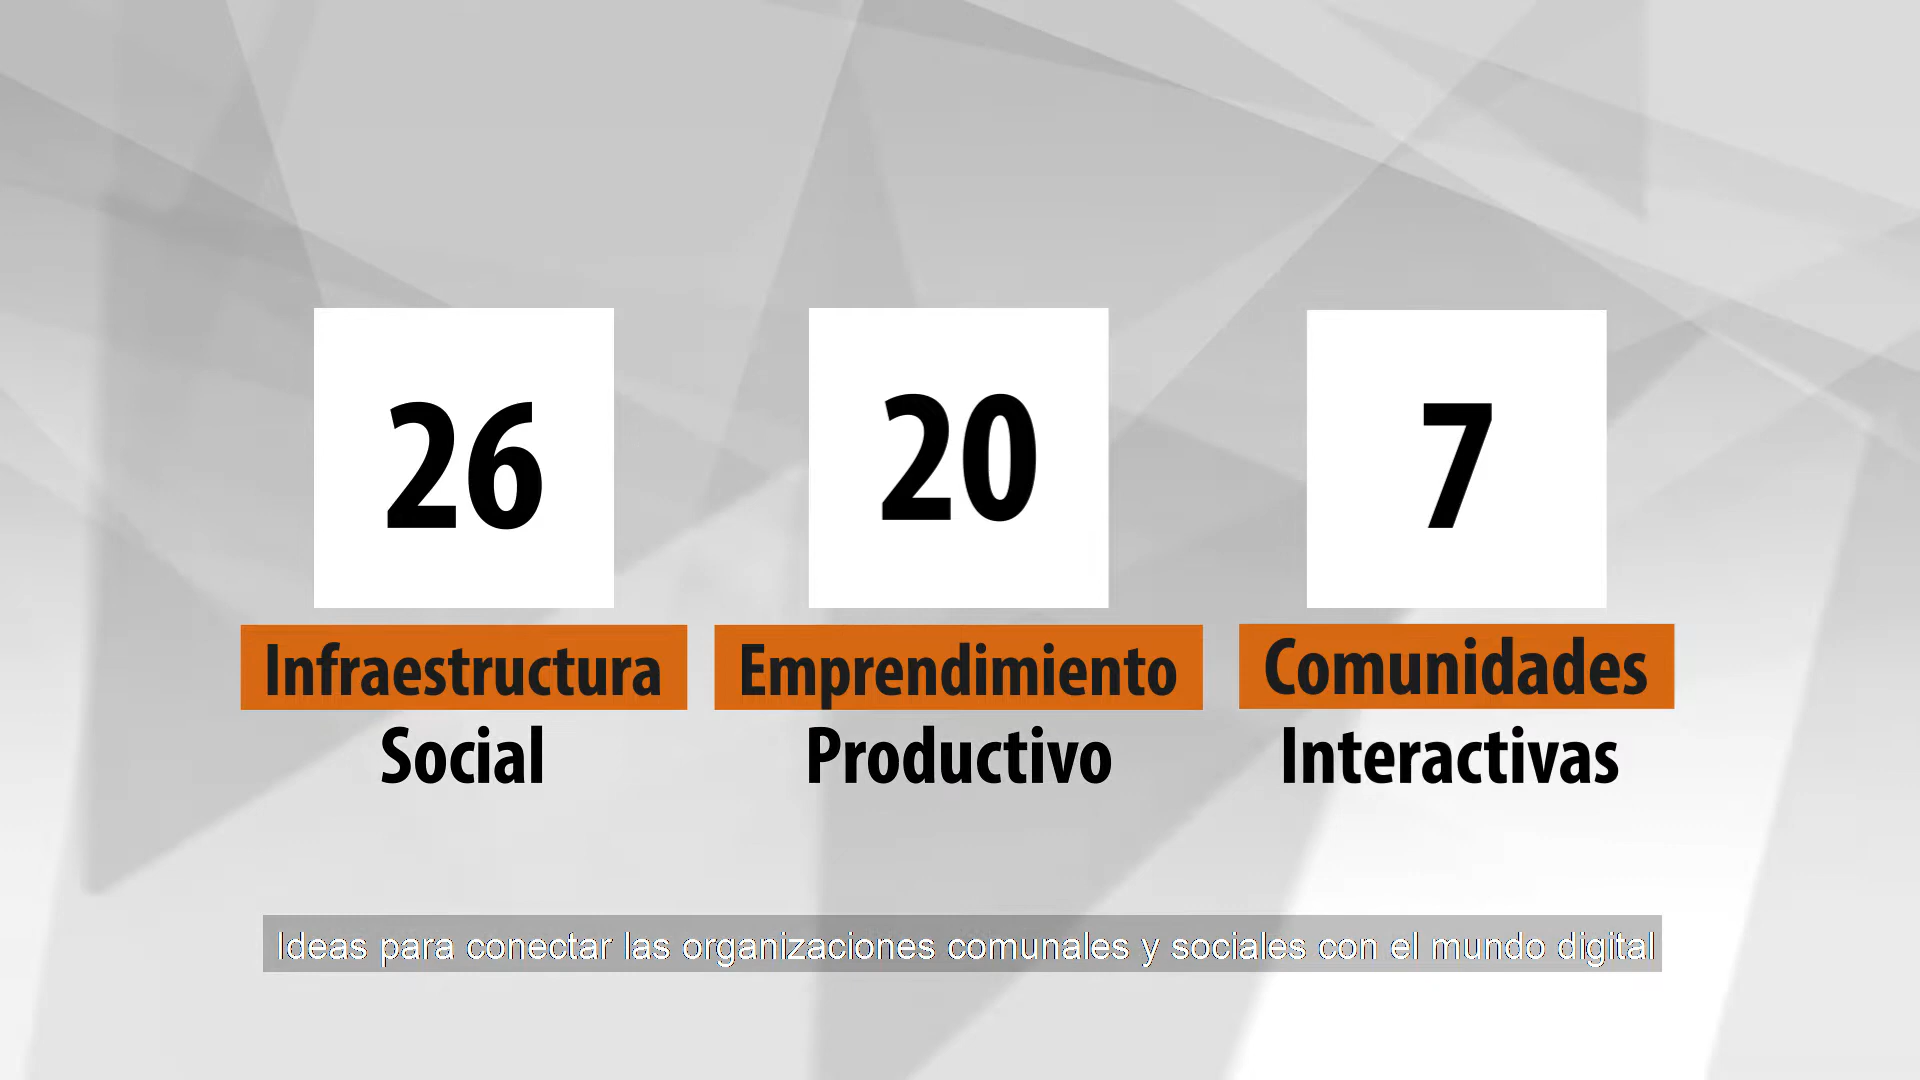 26
Infraestructura
Social
20
Emprendimiento
Productivo
7
Comunidades
Interactivas
Ideas para conectar las organizaciones comunales y sociales con el mundo digital